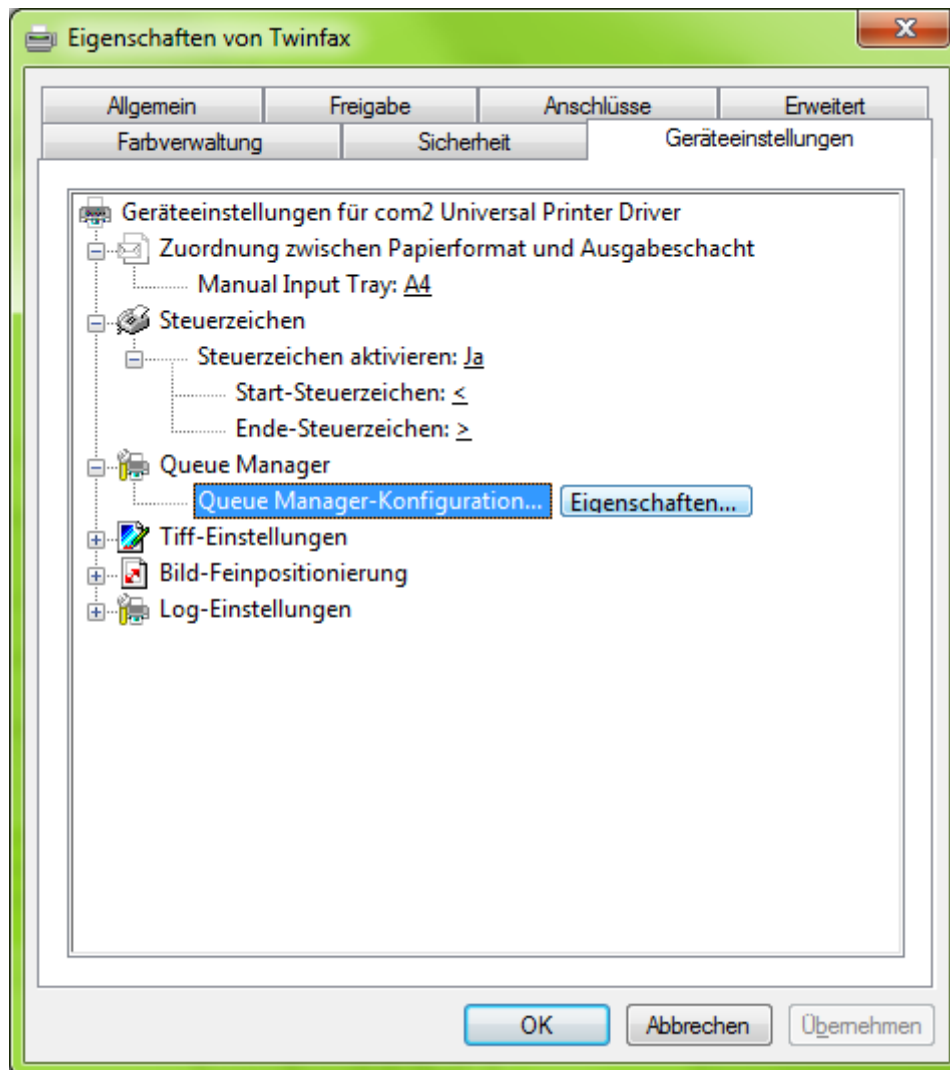 Eigenschaften von Twinfax
Allgemein Freigabe Anschlüsse Erweitert
Farbverwaltung Sicherheit Geräteeinstellungen
Geräteeinstellungen für com2 Universal Printer Driver
Zuordnung zwischen Papierformat und Ausgabeschacht
Manual Input Tray: A4
Steuerzeichen
Steuerzeichen aktivieren: Ja
Start-Steuerzeichen: <
Ende-Steuerzeichen: >
Queue Manager
Queue Manager-Konfiguration... Eigenschaften...
Tiff-Einstellungen
Bild-Feinpositionierung
Log-Einstellungen
OK Abbrechen Übernehmen